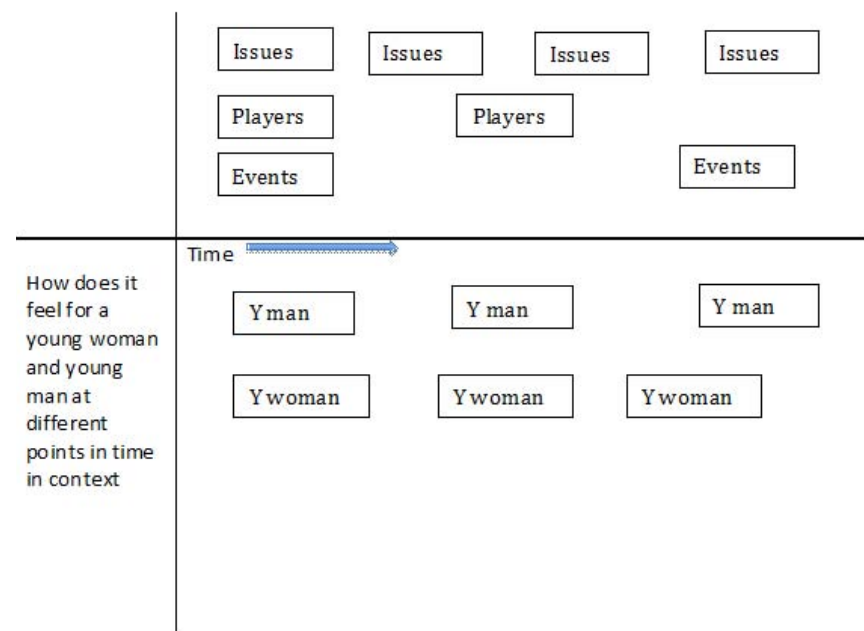 Issues Issues Issues Issues
Players Players
Events Events
Time
How does it
feel for a
young woman
and young
man at
different
points in time
in context
Y man Y man Y man
Y woman Y woman Y woman